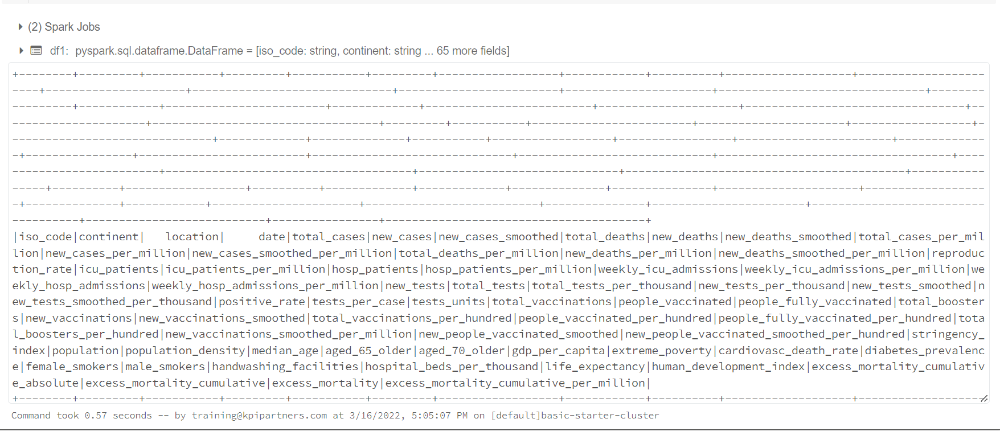 (2) Spark Jobs
df1: pyspark.sql.dataframe.DataFrame = [iso_code: string, continent: string ... 65 more fields]
|iso_code|continent|   location|      date|total_cases|new_cases|new_cases_smoothed|total_deaths|new_deaths|new_deaths_smoothed|total_cases_per_mil
lion|new_cases_per_million|new_cases_smoothed_per_million|total_deaths_per_million|new_deaths_per_million|new_deaths_smoothed_per_million|reproduc
tion_rate|icu_patients|icu_patients_per_million|hosp_patients|hosp_patients_per_million|weekly_icu_admissions|weekly_icu_admissions_per_million|we
ekly_hosp_admissions|weekly_hosp_admissions_per_million|new_tests|total_tests|total_tests_per_thousand|new_tests_per_thousand|new_tests_smoothed|n
ew_tests_smoothed_per_thousand|positive_rate|tests_per_case|tests_units|total_vaccinations|people_vaccinated|people_fully_vaccinated|total_booster
s|new_vaccinations|new_vaccinations_smoothed|total_vaccinations_per_hundred|people_vaccinated_per_hundred|people_fully_vaccinated_per_hundred|tota
l_boosters_per_hundred|new_vaccinations_smoothed_per_million|new_people_vaccinated_smoothed|new_people_vaccinated_smoothed_per_hundred|stringency_
index|population|population_density|median_age|aged_65_older|aged_70_older|gdp_per_capita|extreme_poverty|cardiovasc_death_rate|diabetes_prevalenc
e|female_smokers|male_smokers|handwashing_facilities|hospital_beds_per_thousand|life_expectancy|human_development_index|excess_mortality_cumulativ
e_absolute|excess_mortality_cumulative|excess_mortality|excess_mortality_cumulative_per_million|
Command took 0.57 seconds -- by training@kpipartners.com at 3/16/2022, 5:05:07 PM on [default]basic-starter-cluster